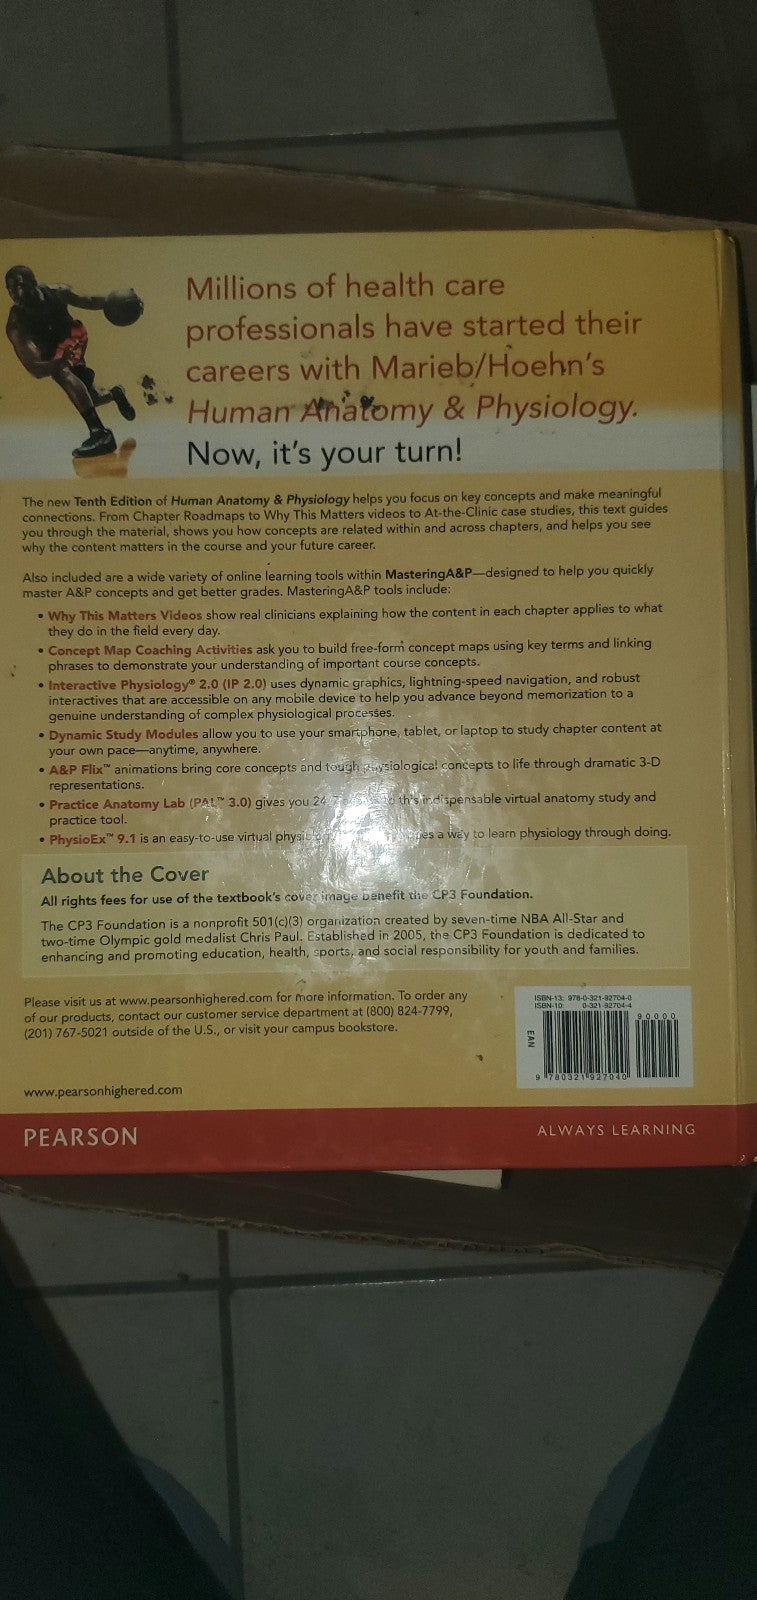 Millions of health care
professionals have started their
careers with Marieb/Hoehn's
Human Anatomy & Physiology.
Now, it's your turn!
The new Tenth Edition of Human Anatomy & Physiology helps you focus on key concepts and make meaningful
connections. From Chapter Roadmaps to Why This Matters videos to At-the-Clinic case studies, this text guides
you through the material, shows you how concepts are related within and across chapters, and helps you see
why the content matters in the course and your future career.
Also included are a wide variety of online learning tools within MasteringA&P—designed to help you quickly
master A&P concepts and get better grades. MasteringA&P tools include:
• Why This Matters Videos show real clinicians explaining how the content in each chapter applies to what
they do in the field every day.
• Concept Map Coaching Activities ask you to build free-form concept maps using key terms and linking
phrases to demonstrate your understanding of important course concepts.
• Interactive Physiology® 2.0 (IP 2.0) uses dynamic graphics, lightning-speed navigation, and robust
interactives that are accessible on any mobile device to help you advance beyond memorization to a
genuine understanding of complex physiological processes.
• Dynamic Study Modules allow you to use your smartphone, tablet, or laptop to study chapter content at
your own pace—anytime, anywhere.
• A&P Flix™ animations bring core concepts and tough physiological concepts to life through dramatic 3-D
representations.
• Practice Anatomy Lab (PAL™ 3.0) gives you 24 to this indispensable virtual anatomy study and
practice tool.
• PhysioEx™ 9.1 is an easy-to-use virtual a way to learn physiology through doing.
About the Cover
All rights fees for use of the textbook's cover image benefit the CP3 Foundation.
The CP3 Foundation is a nonprofit 501(c)(3) organization created by seven-time NBA All-Star and
two-time Olympic gold medalist Chris Paul. Established in 2005, the CP3 Foundation is dedicated to
enhancing and promoting education, health, sports, and social responsibility for youth and families.
Please visit us at www.pearsonhighered.com for more information. To order any
of our products, contact our customer service department at (800) 824-7799,
(201) 767-5021 outside of the U.S., or visit your campus bookstore.
ISBN-13: 978-0-321-92704-0
ISBN-10: 0-321-92704-4
90000
EAN
9 780321 927040
www.pearsonhighered.com
PEARSON
ALWAYS LEARNING